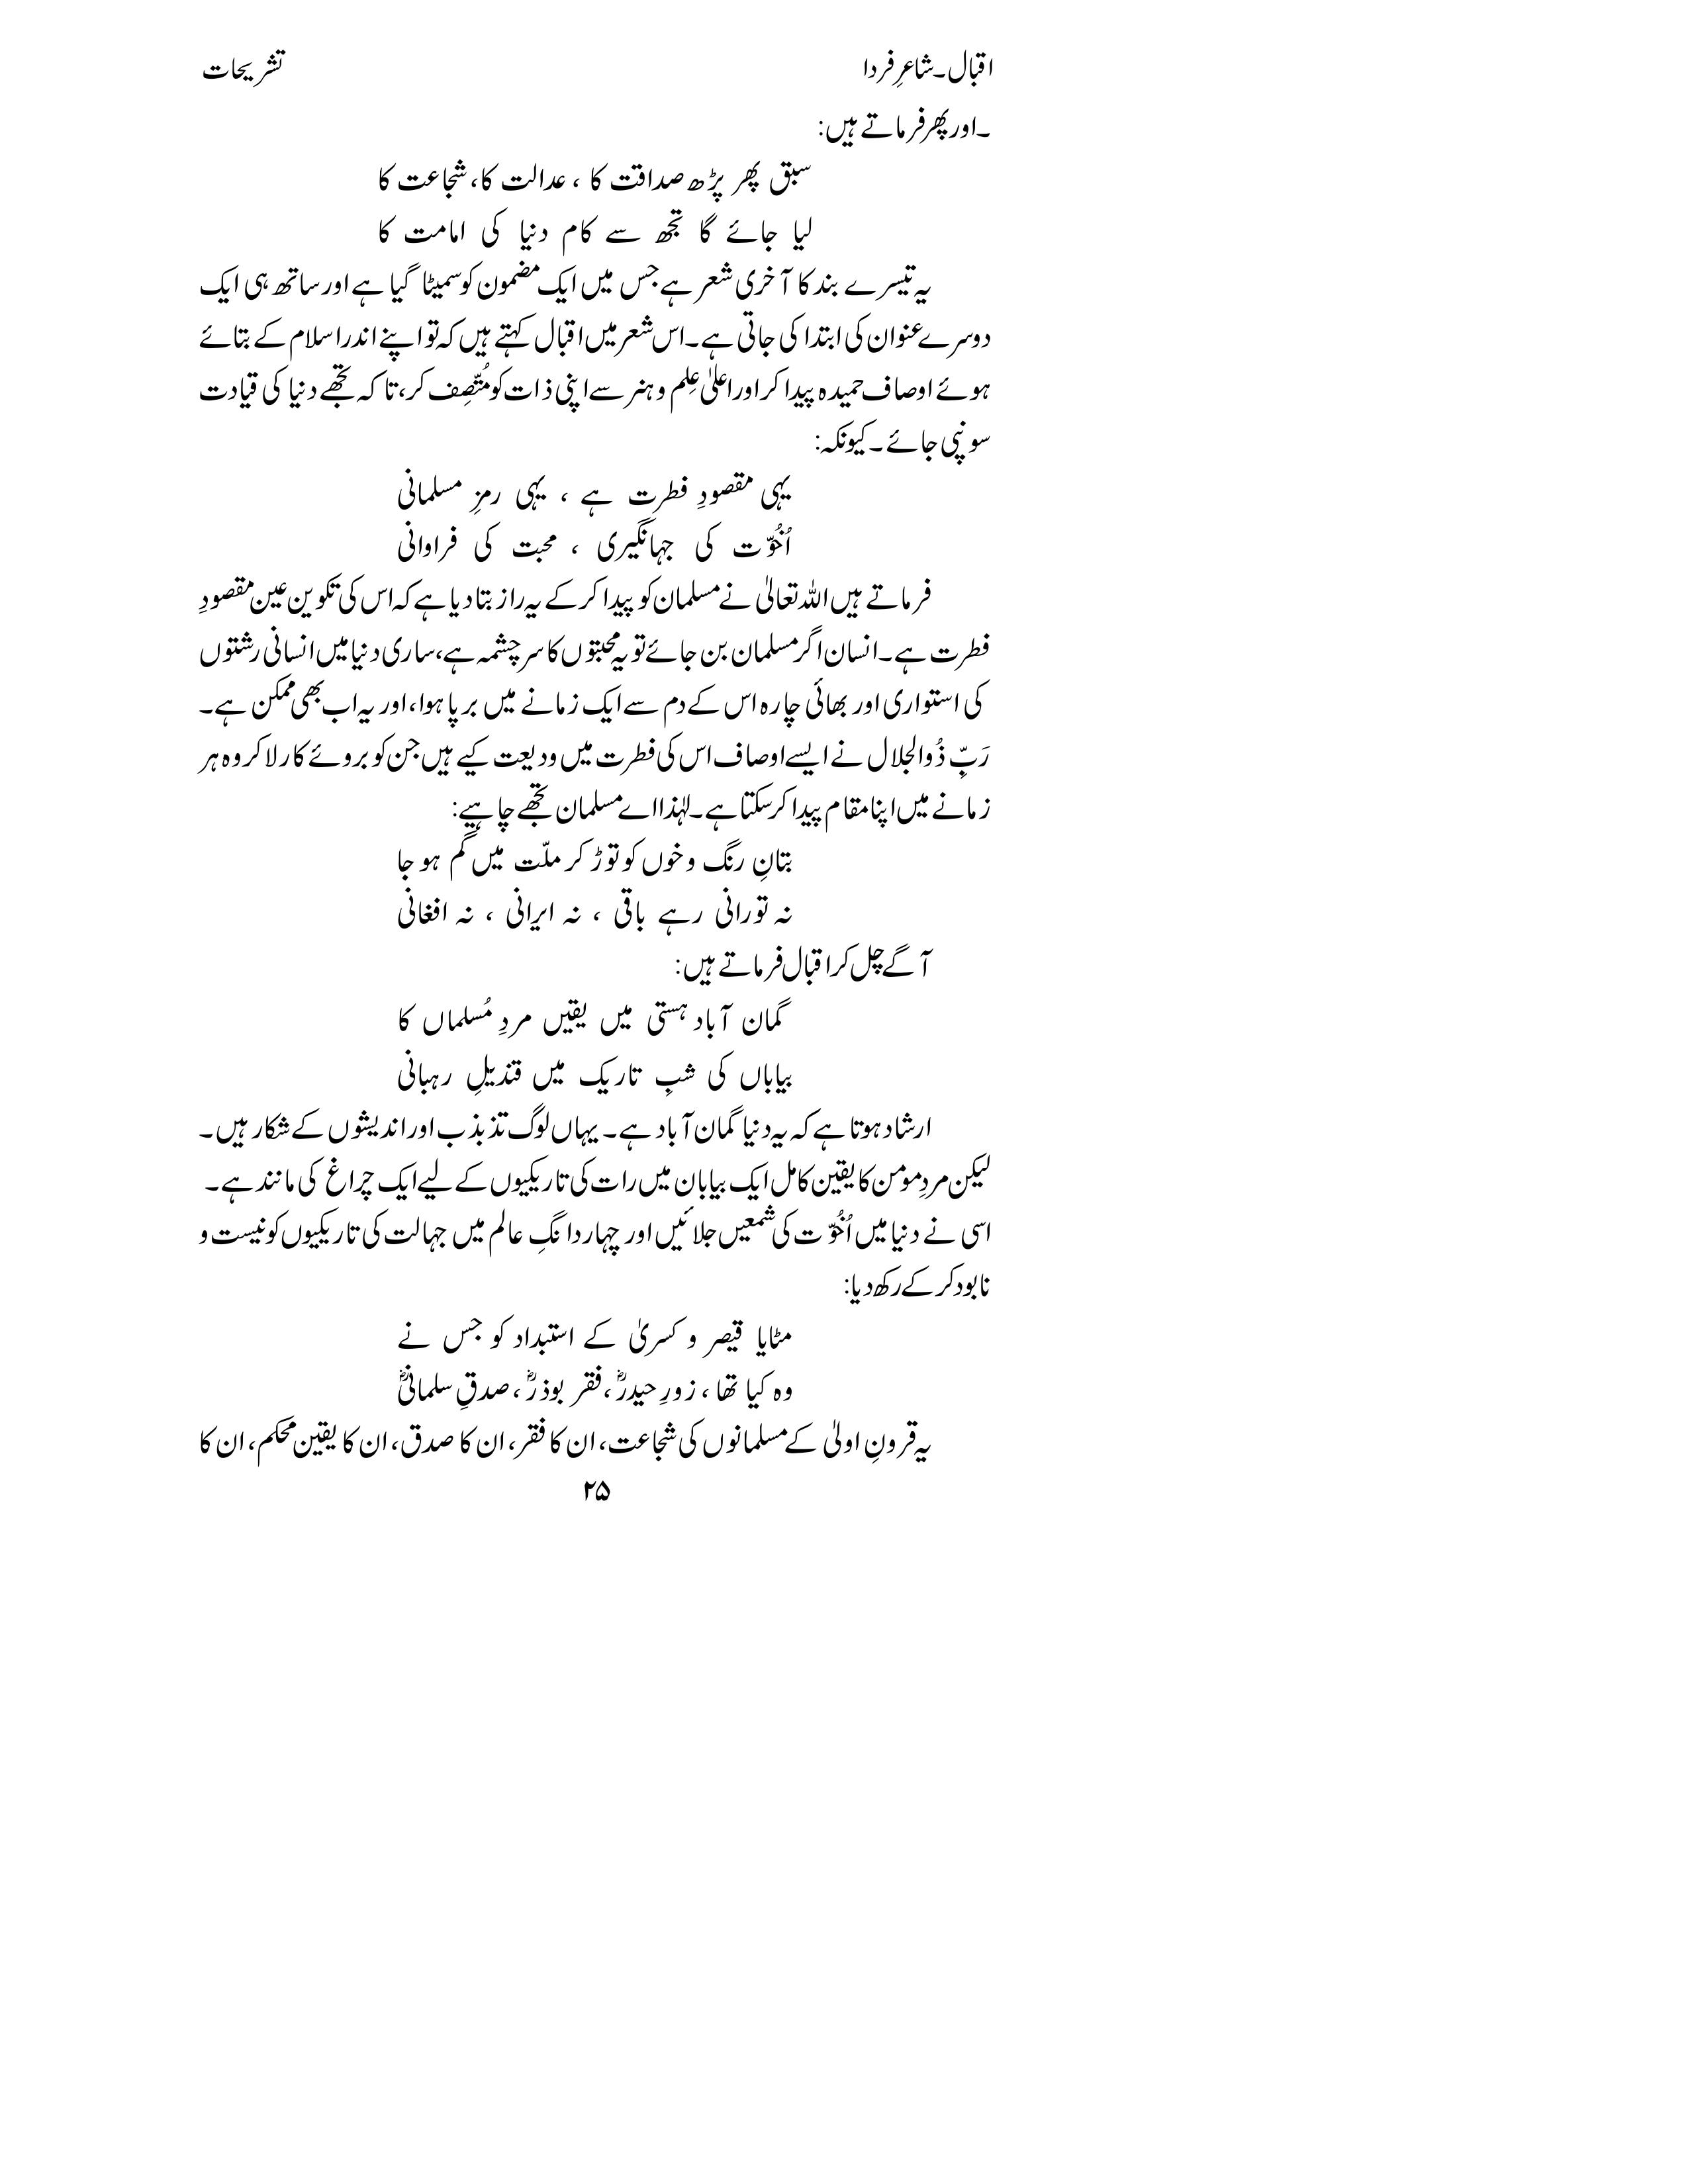 اقبال۔شاعرِ فردا تشریحات
۔اور پھر فرماتے ہیں:
سبق پھر پڑھ صداقت کا ، عدالت کا، شجاعت کا
لیا جائے گا تجھ سے کام دنیا کی امامت کا
یہ تیسرے بند کا آخری شعر ہے جس میں ایک مضمون کو سمیٹا گیا ہے اور ساتھ ہی ایک
دوسرے عنوان کی ابتدا کی جاتی ہے۔ اس شعر میں اقبال کہتے ہیں کہ تو اپنے اندر اسلام کے بتائے
ہوئے اوصاف حمیدہ پیدا کر اور اعلیٰ عِلم و ہنر سے اپنی ذات کو مُتّصِف کر، تا کہ تجھے دنیا کی قیادت
سونپی جائے۔ کیونکہ:
یہی مقصودِ فطرت ہے ، یہی رمزِ مسلمانی
اُخُوّت کی جہانگیری ، محبت کی فراوانی
فرماتے ہیں اللہ تعالیٰ نے مسلمان کو پیدا کر کے یہ راز بتا دیا ہے کہ اس کی تکوین عین مقصودِ
فطرت ہے۔ انسان اگر مسلمان بن جائے تو یہ محبتوں کا سر چشمہ ہے، ساری دنیا میں انسانی رشتوں
کی استواری اور بھائی چارہ اس کے دم سے ایک زمانے میں برپا ہوا، اور یہ اب بھی ممکن ہے۔
رَبِّ ذُوالجلال نے ایسے اوصاف اس کی فطرت میں ودیعت کیے ہیں جن کو بروئے کار لا کر وہ ہر
زمانے میں اپنا مقام پیدا کر سکتا ہے۔ لہٰذا اے مسلمان تجھے چاہیے:
بتانِ رنگ و خوں کو توڑ کر ملّت میں گم ہو جا
نہ تورانی رہے باقی ، نہ ایرانی ، نہ افغانی
آگے چل کر اقبال فرماتے ہیں:
گمان آباد ہستی میں یقیں مردِ مُسلماں کا
بیاباں کی شبِ تاریک میں قندیلِ رہبانی
ارشاد ہوتا ہے کہ یہ دنیا گمان آباد ہے۔ یہاں لوگ تذبذب اور اندیشوں کے شکار ہیں۔
لیکن مردِ مومن کا یقین کامل ایک بیابان میں رات کی تاریکیوں کے لیے ایک چراغ کی مانند ہے۔
اسی نے دنیا میں اُخُوّت کی شمعیں جلائیں اور چہار دانگِ عالم میں جہالت کی تاریکیوں کو نیست و
نابود کر کے رکھ دیا:
مٹایا قیصر و کسریٰ کے استبداد کو جس نے
وہ کیا تھا ، زورِ حیدرؓ ، فقر بوذرؓ ، صدقِ سلمانیؓ
یہ قرونِ اولیٰ کے مسلمانوں کی شجاعت، ان کا فقر، ان کا صدق، ان کا یقین محکم، ان کا
۲۵